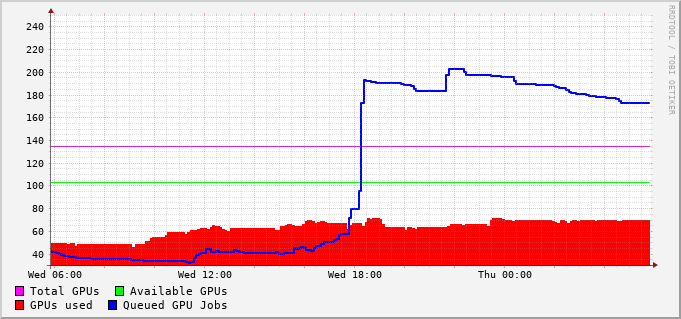 RRDTOOL / TOBI OETIKER
240
220
200
180
160
140
120
100
80
60
40
Wed 06:00 Wed 12:00 Wed 18:00 Thu 00:00
Total GPUs Available GPUs
GPUs used Queued GPU Jobs